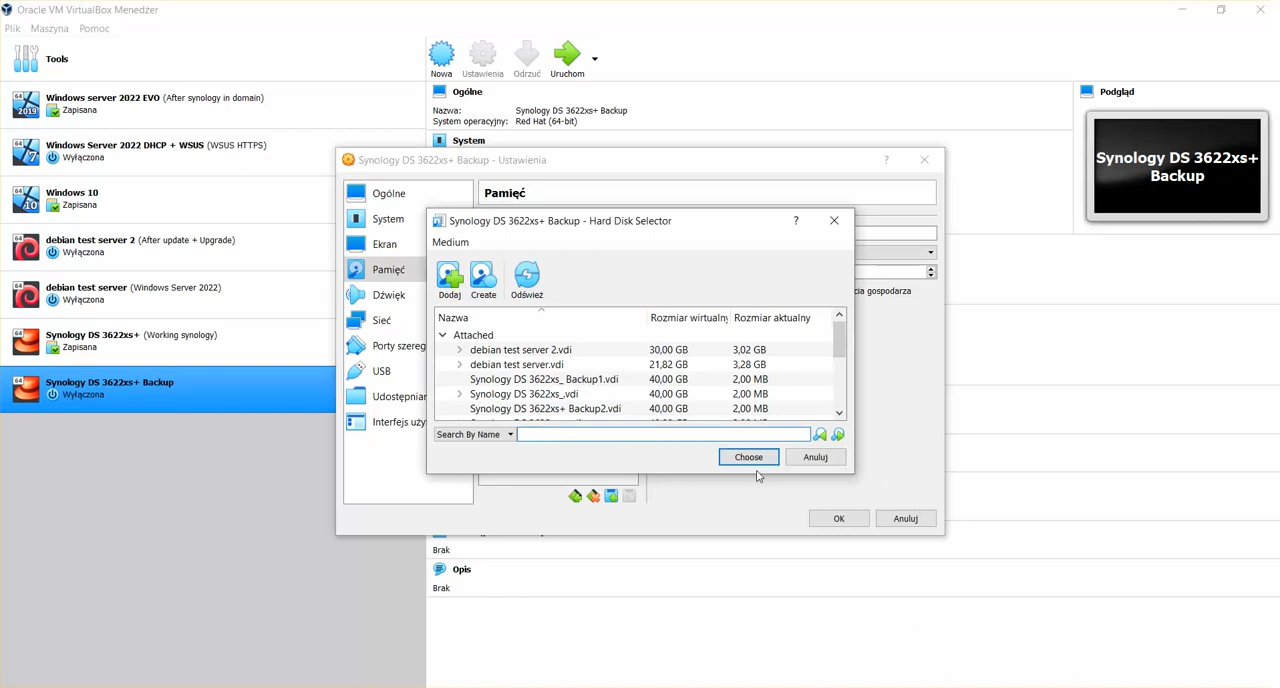 Oracle VM VirtualBox Menedżer
Plik Maszyna Pomoc
Tools
Windows server 2022 EVO (After synology in domain)
Zapisana
Windows Server 2022 DHCP + WSUS (WSUS HTTPS)
Wyłączona
Windows 10
Zapisana
debian test server 2 (After update + Upgrade)
Wyłączona
debian test server (Windows Server 2022)
Wyłączona
Synology DS 3622xs+ (Working synology)
Zapisana
Synology DS 3622xs+ Backup
Wyłączona
Nowa Ustawienia Odrzuć Uruchom
Ogólne
Nazwa: Synology DS 3622xs+ Backup
System operacyjny: Red Hat (64-bit)
System
Podgląd
Synology DS 3622xs+
Backup
Synology DS 3622xs+ Backup - Ustawienia
Ogólne
System
Ekran
Pamięć
Dźwięk
Sieć
Porty szereg
USB
Udostępnian
Interfejs uży
Pamięć
cia gospodarza
Synology DS 3622xs+ Backup - Hard Disk Selector
Medium
Dodaj Create Odśwież
Nazwa Rozmiar wirtualny Rozmiar aktualny
Attached
debian test server 2.vdi 30,00 GB 3,02 GB
debian test server.vdi 21,82 GB 3,28 GB
Synology DS 3622xs_ Backup1.vdi 40,00 GB 2,00 MB
Synology DS 3622xs_.vdi 40,00 GB 2,00 MB
Synology DS 3622xs+ Backup2.vdi 40,00 GB 2,00 MB
Search By Name
Choose Anuluj
OK Anuluj
Brak
Opis
Brak